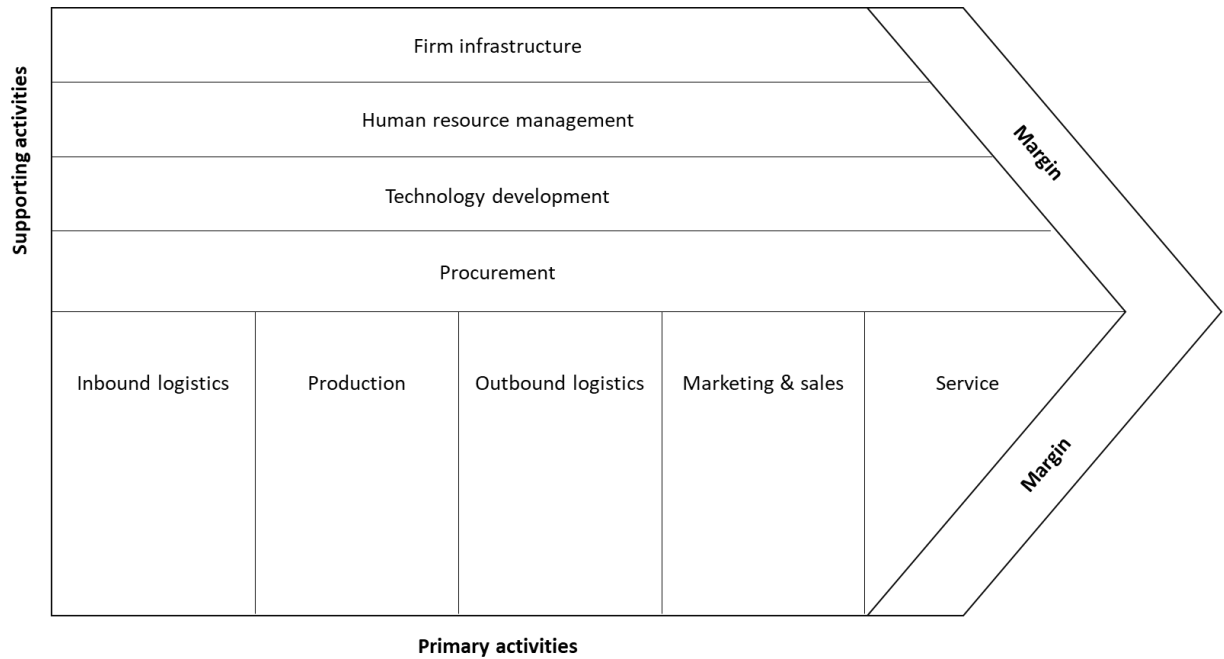 Supporting activities
Firm infrastructure
Human resource management
Technology development
Procurement
Margin
Inbound logistics
Production
Outbound logistics
Marketing & sales
Service
Margin
Primary activities